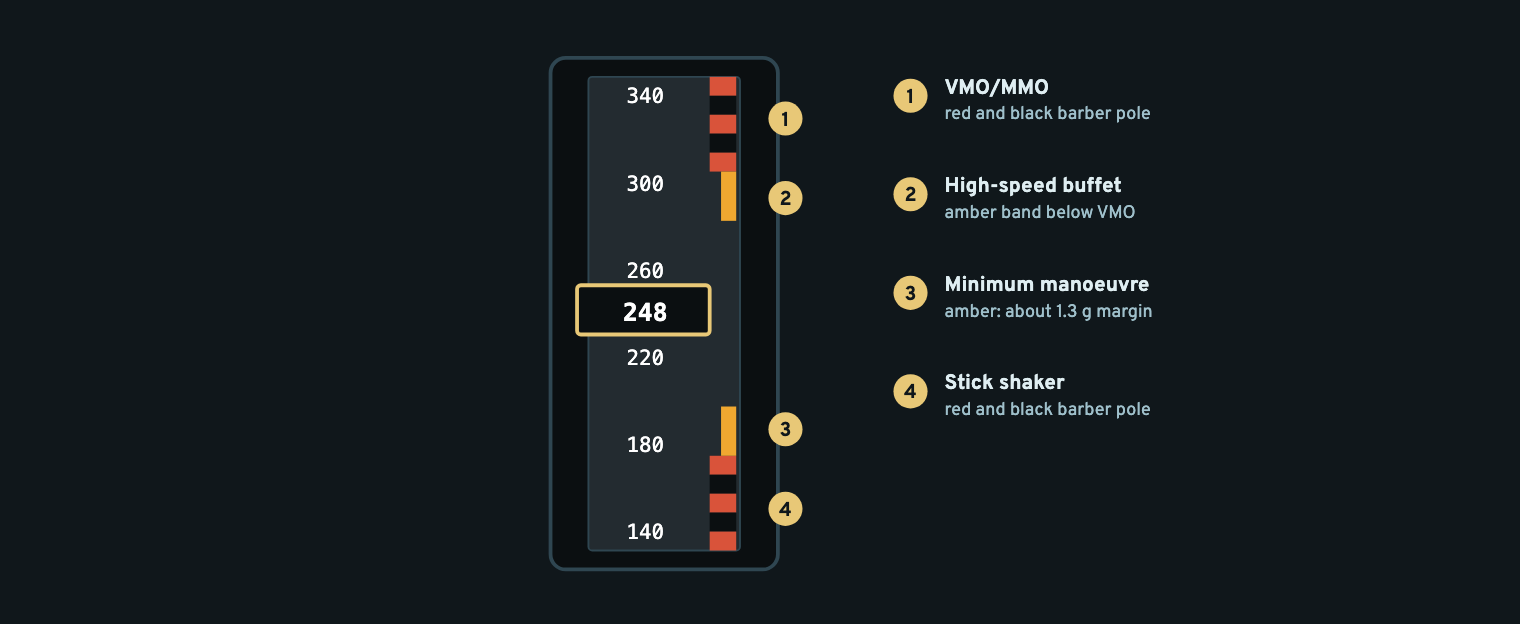 340
300
260
248
220
180
140
1
2
3
4
1 VMO/MMO
red and black barber pole
2 High-speed buffet
amber band below VMO
3 Minimum manoeuvre
amber: about 1.3 g margin
4 Stick shaker
red and black barber pole